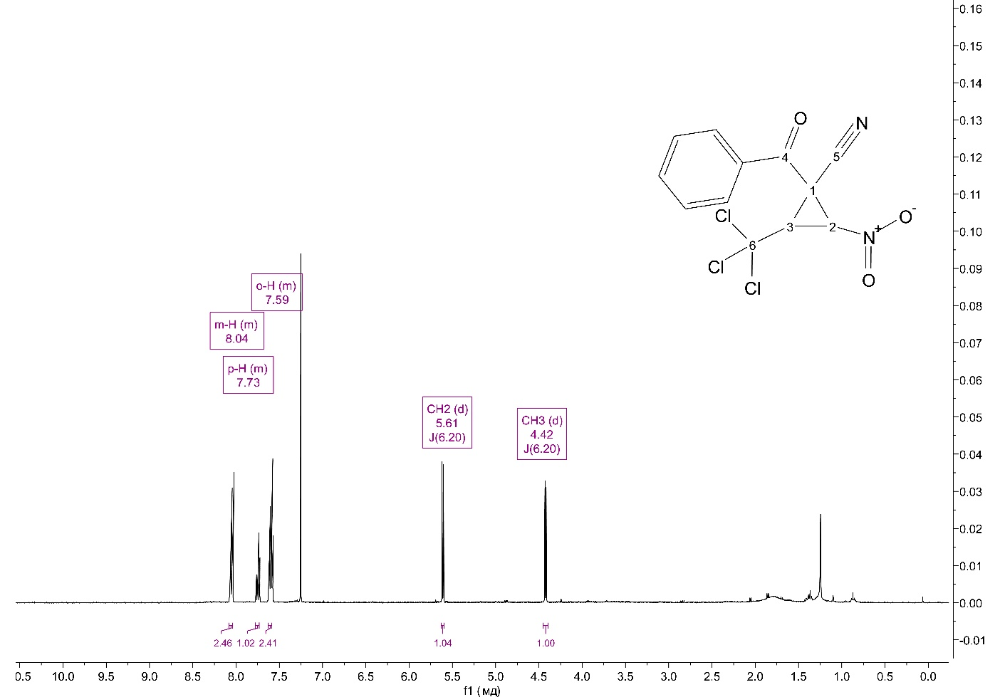 0.16
0.15
0.14
0.13
0.12
0.11
0.10
0.09
0.08
0.07
0.06
0.05
0.04
0.03
0.02
0.01
0.00
-0.01
O
N
4
5
1
3
2
Cl
6
Cl
Cl
N+
O-
O
o-H (m)
7.59
m-H (m)
8.04
p-H (m)
7.73
CH2 (d)
5.61
J(6.20)
CH3 (d)
4.42
J(6.20)
2.46 1.02 2.41 1.04 1.00
0.5 10.0 9.5 9.0 8.5 8.0 7.5 7.0 6.5 6.0 5.5 5.0 4.5 4.0 3.5 3.0 2.5 2.0 1.5 1.0 0.5 0.0
f1 (мд)